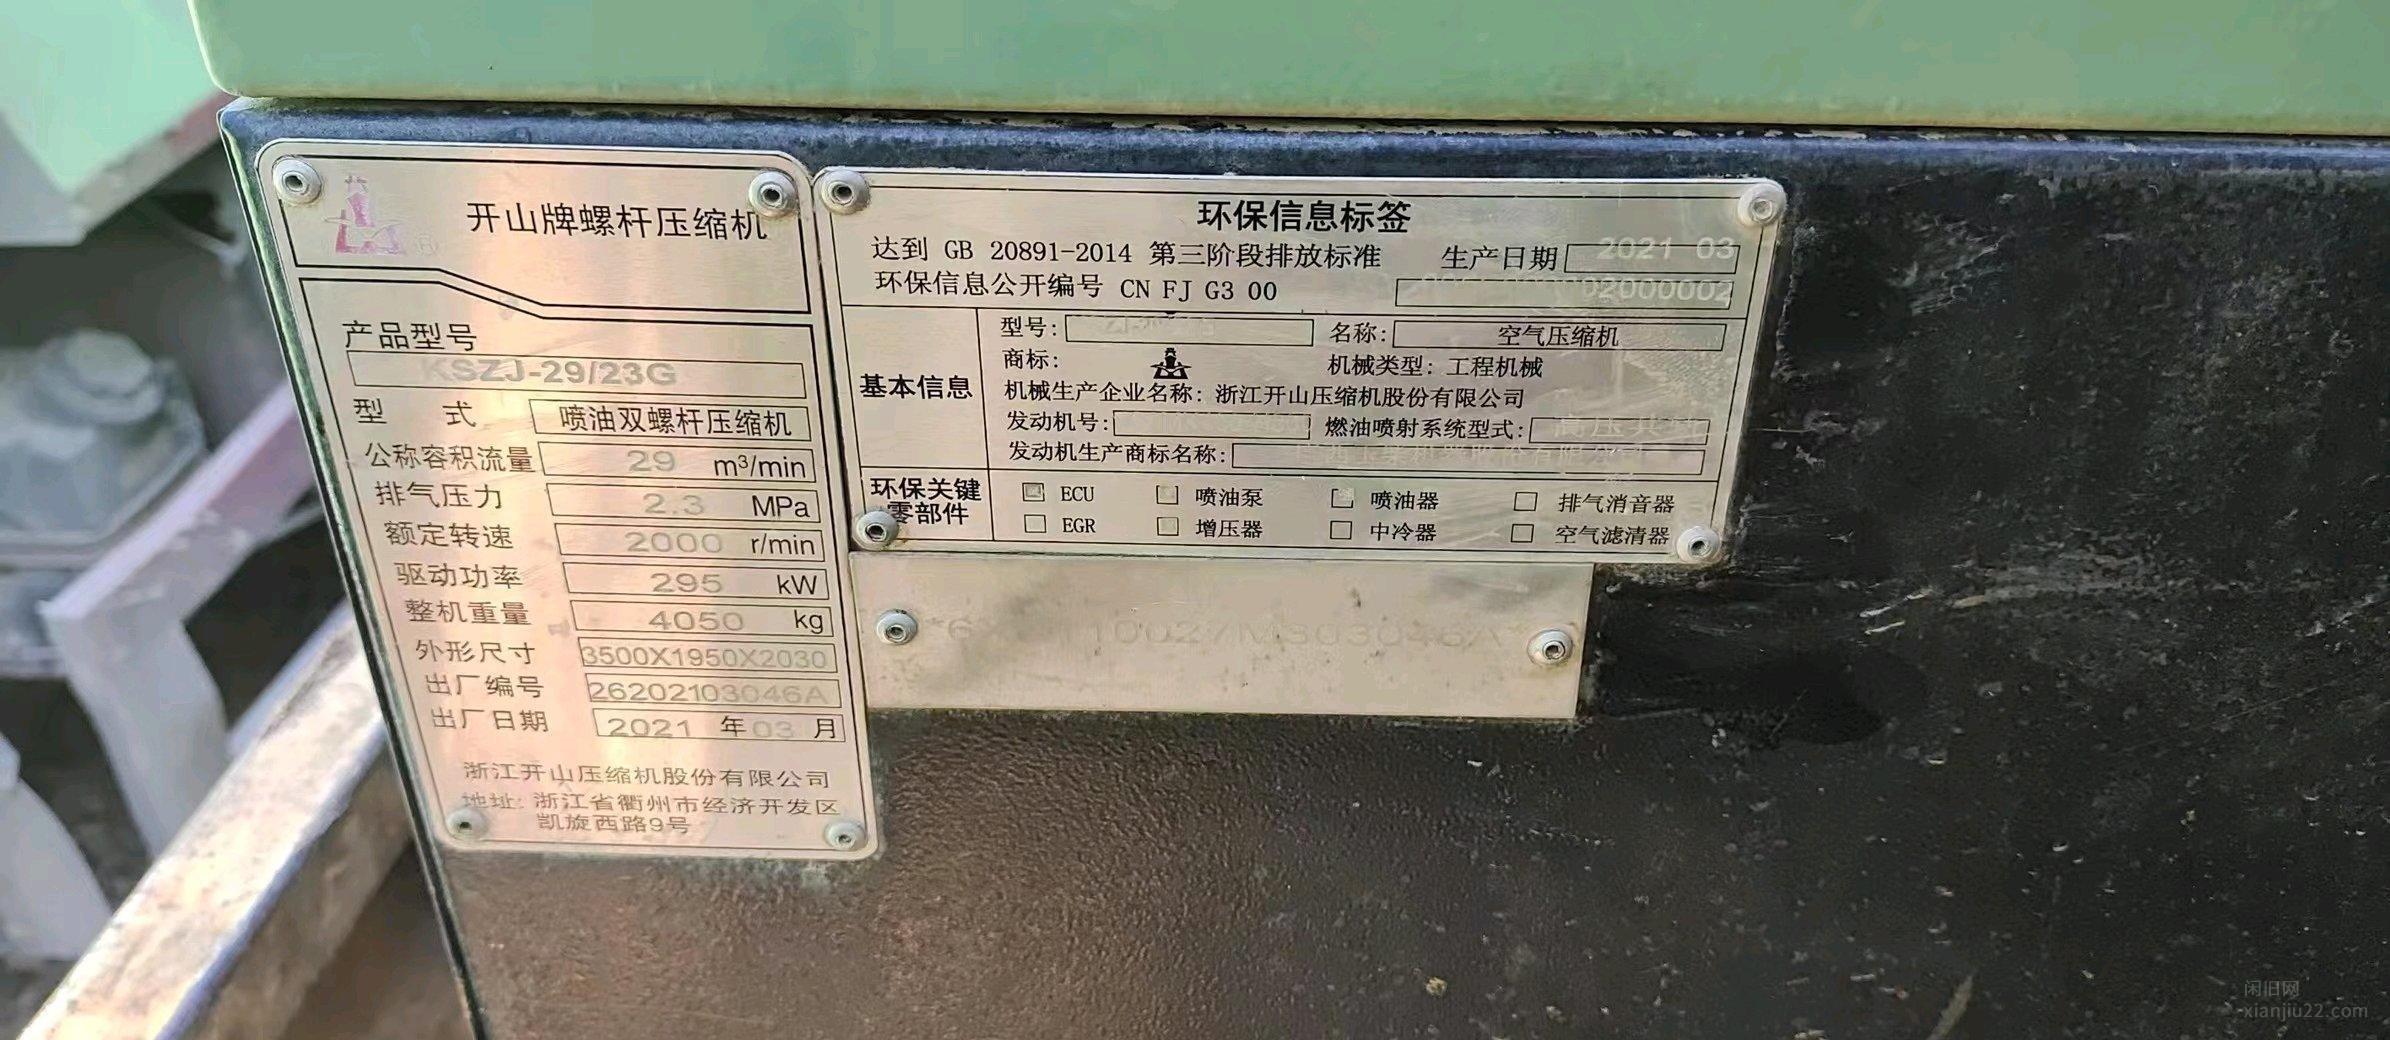 开山牌螺杆压缩机
产品型号
KSZJ-29/23G
型 式 喷油双螺杆压缩机
公称容积流量 29 m³/min
排气压力 2.3 MPa
额定转速 2000 r/min
驱动功率 295 kW
整机重量 4050 kg
外形尺寸 3500X1950X2030
出厂编号 26202103046A
出厂日期 2021 年 03 月
浙江开山压缩机股份有限公司
地址: 浙江省衢州市经济开发区
凯旋西路9号
环保信息标签
达到 GB 20891-2014 第三阶段排放标准 生产日期 2021 03
环保信息公开编号 CN FJ G3 00
型号: 名称: 空气压缩机
商标: 机械类型: 工程机械
基本信息
机械生产企业名称: 浙江开山压缩机股份有限公司
发动机号: 燃油喷射系统型式: 高压共轨
发动机生产商标名称:
环保关键
零部件
ECU 喷油泵 喷油器 排气消音器
EGR 增压器 中冷器 空气滤清器
闲旧网
xianjiu22.com